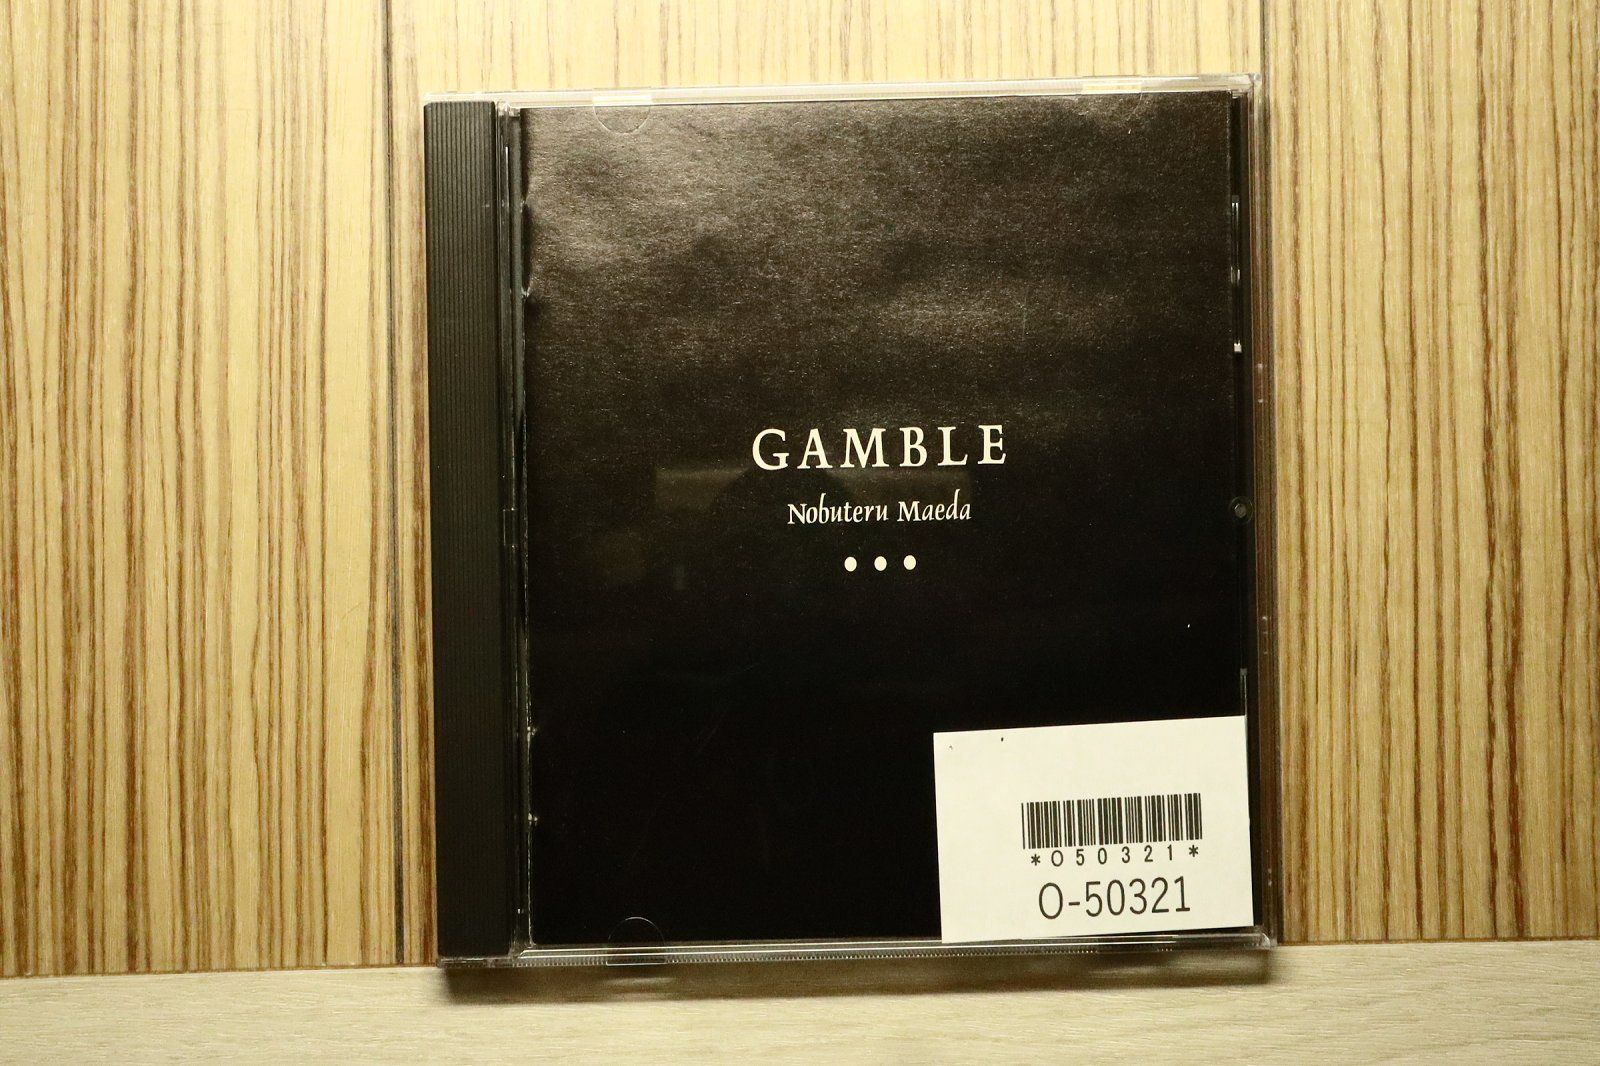 GAMBLE
Nobuteru Maeda
*O50321*
O-50321